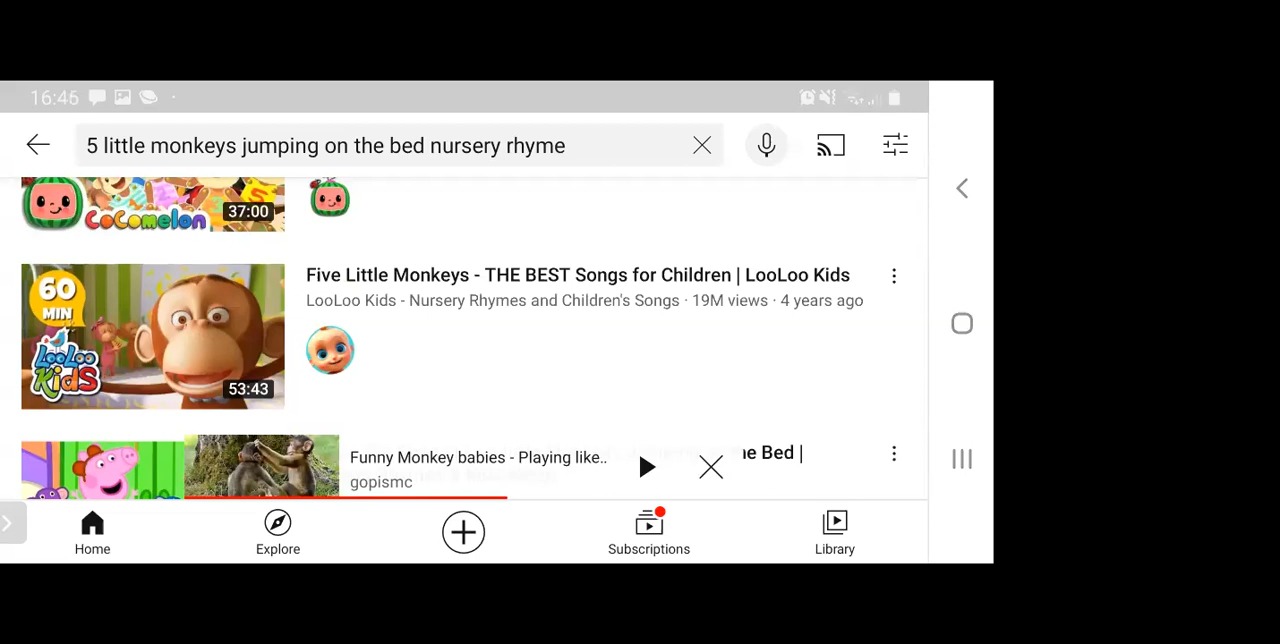 16:46
5 little monkeys jumping on the bed nursery rhyme
CoComelon
37:00
Five Little Monkeys - THE BEST Songs for Children | LooLoo Kids
LooLoo Kids - Nursery Rhymes and Children's Songs · 19M views · 4 years ago
60
MIN
LooLoo
Kids
53:43
he Bed |
Funny Monkey babies - Playing like..
gopismc
Home
Explore
Subscriptions
Library